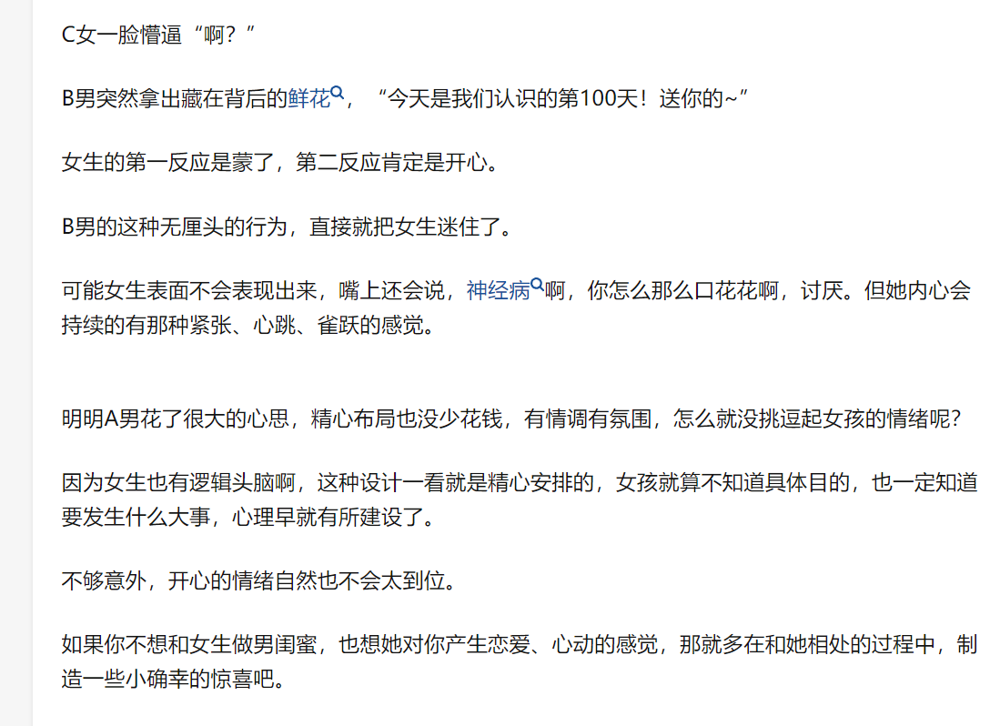 C女一脸懵逼“啊？”
B男突然拿出藏在背后的鲜花，“今天是我们认识的第100天！送你的~”
女生的第一反应是蒙了，第二反应肯定是开心。
B男的这种无厘头的行为，直接就把女生迷住了。
可能女生表面不会表现出来，嘴上还会说，神经病啊，你怎么那么口花花啊，讨厌。但她内心会
持续的有那种紧张、心跳、雀跃的感觉。
明明A男花了很大的心思，精心布局也没少花钱，有情调有氛围，怎么就没挑逗起女孩的情绪呢？
因为女生也有逻辑头脑啊，这种设计一看就是精心安排的，女孩就算不知道具体目的，也一定知道
要发生什么大事，心理早就有所建设了。
不够意外，开心的情绪自然也不会太到位。
如果你不想和女生做男闺蜜，也想她对你产生恋爱、心动的感觉，那就多在和她相处的过程中，制
造一些小确幸的惊喜吧。